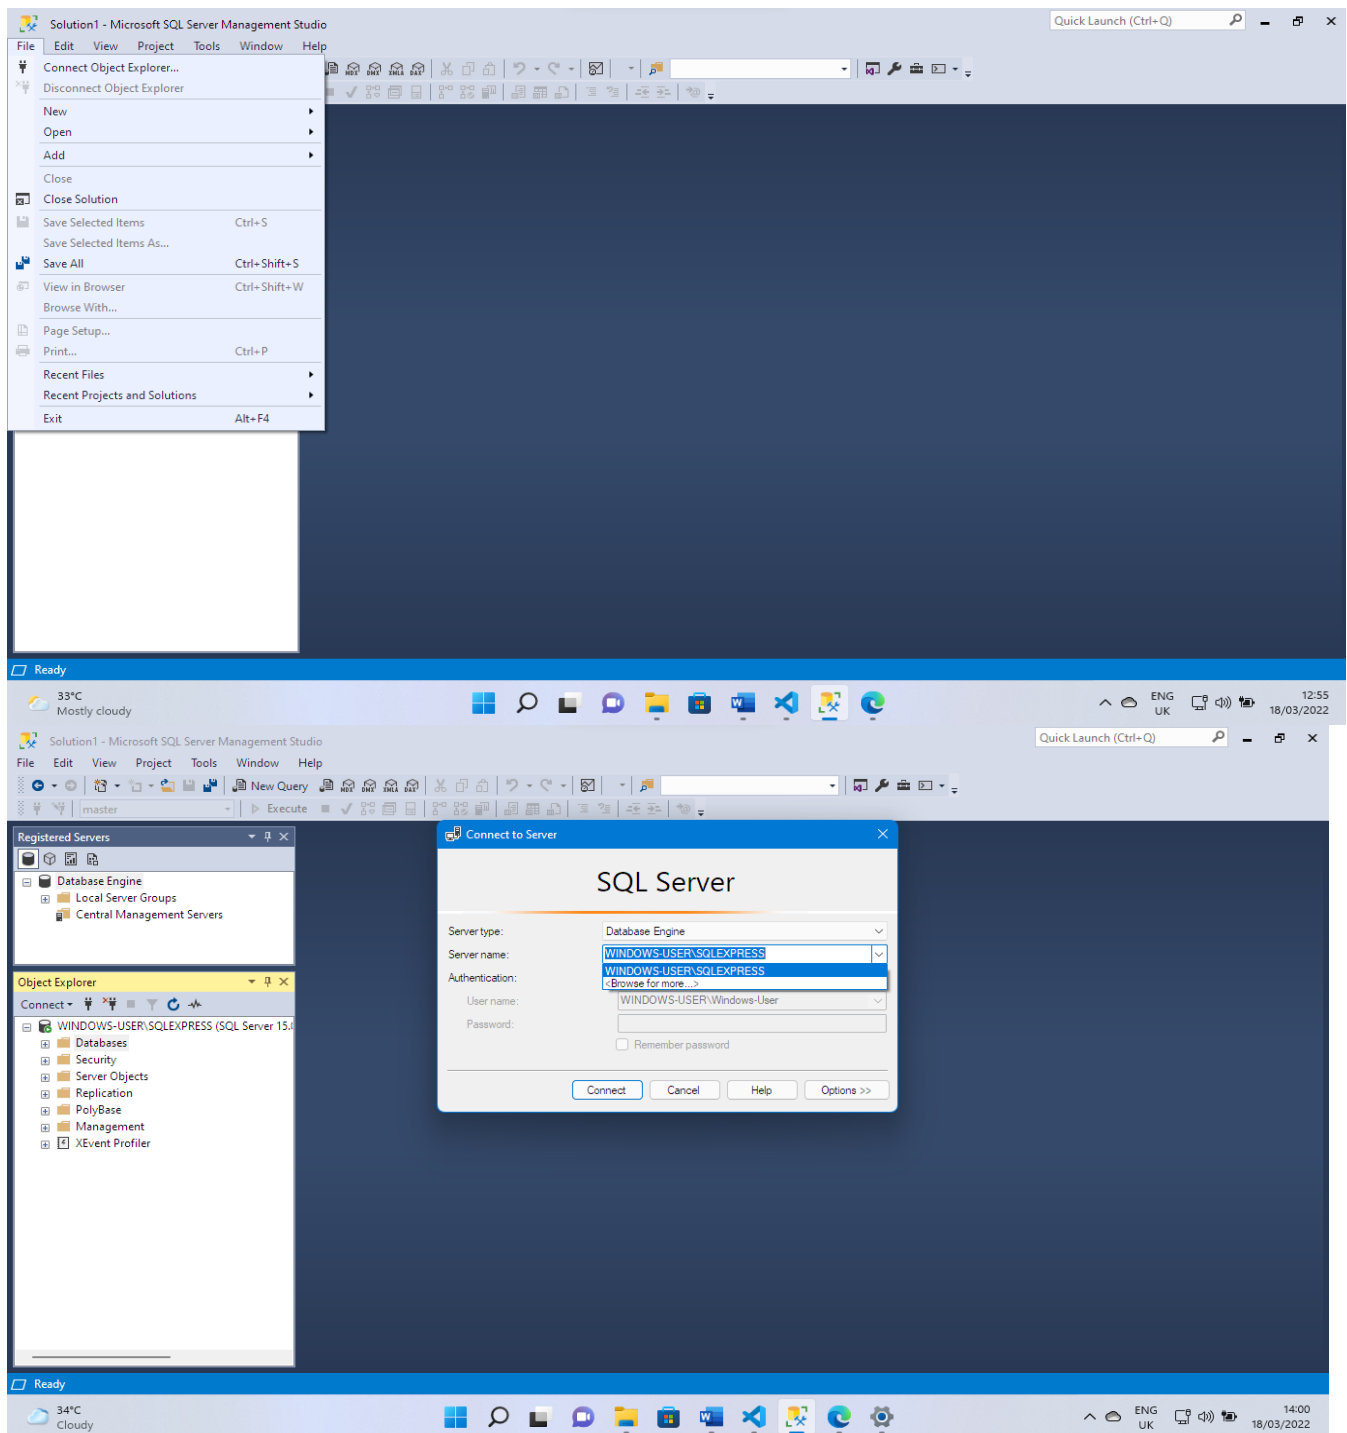 Solution1 - Microsoft SQL Server Management Studio
Quick Launch (Ctrl+Q)
File Edit View Project Tools Window Help
Connect Object Explorer...
Disconnect Object Explorer
New
Open
Add
Close
Close Solution
Save Selected Items Ctrl+S
Save Selected Items As...
Save All Ctrl+Shift+S
View in Browser Ctrl+Shift+W
Browse With...
Page Setup...
Print... Ctrl+P
Recent Files
Recent Projects and Solutions
Exit Alt+F4
Ready
33°C
Mostly cloudy
ENG
UK
12:55
18/03/2022
Solution1 - Microsoft SQL Server Management Studio
Quick Launch (Ctrl+Q)
File Edit View Project Tools Window Help
New Query
MDX DMX XMLA DAX
master
Execute
Registered Servers
Database Engine
Local Server Groups
Central Management Servers
Object Explorer
Connect
WINDOWS-USER\SQLEXPRESS (SQL Server 15.
Databases
Security
Server Objects
Replication
PolyBase
Management
XEvent Profiler
Connect to Server
SQL Server
Server type: Database Engine
Server name: WINDOWS-USER\SQLEXPRESS
WINDOWS-USER\SQLEXPRESS
Authentication:
<Browse for more...>
User name: WINDOWS-USER\Windows-User
Password:
Remember password
Connect Cancel Help Options >>
Ready
34°C
Cloudy
ENG
UK
14:00
18/03/2022